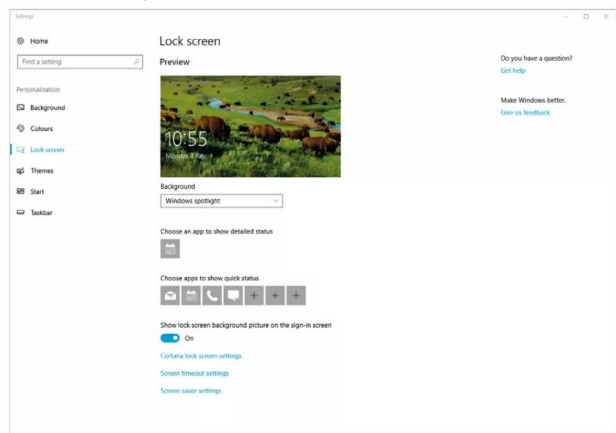 Settings
Home
Lock screen
Find a setting
Preview
Do you have a question?
Get help
Personalisation
Make Windows better.
Give us feedback
Background
Colours
Lock screen
Themes
Start
Taskbar
10:55
Monday 3 July
Background
Windows spotlight
Choose an app to show detailed status
Choose apps to show quick status
Show lock screen background picture on the sign-in screen
On
Cortana lock screen settings
Screen timeout settings
Screen saver settings